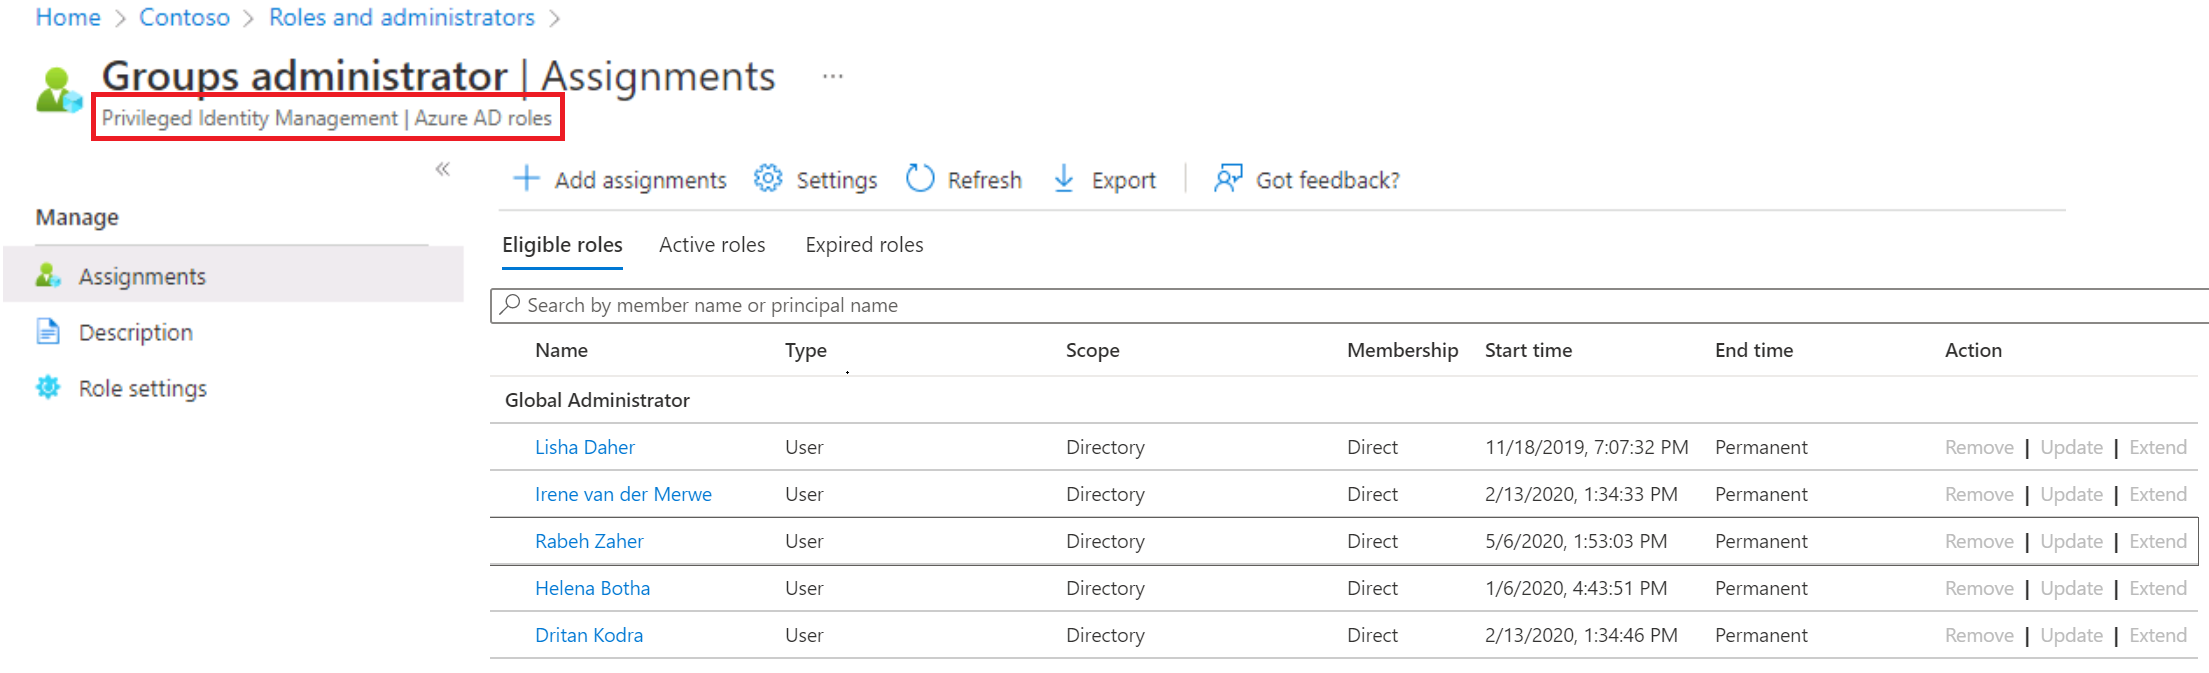 Home > Contoso > Roles and administrators >
Groups administrator | Assignments ...
Privileged Identity Management | Azure AD roles
«
Add assignments Settings Refresh Export Got feedback?
Manage
Assignments
Description
Role settings
Eligible roles Active roles Expired roles
Search by member name or principal name
Name Type Scope Membership Start time End time Action
Global Administrator
Lisha Daher User Directory Direct 11/18/2019, 7:07:32 PM Permanent Remove | Update | Extend
Irene van der Merwe User Directory Direct 2/13/2020, 1:34:33 PM Permanent Remove | Update | Extend
Rabeh Zaher User Directory Direct 5/6/2020, 1:53:03 PM Permanent Remove | Update | Extend
Helena Botha User Directory Direct 1/6/2020, 4:43:51 PM Permanent Remove | Update | Extend
Dritan Kodra User Directory Direct 2/13/2020, 1:34:46 PM Permanent Remove | Update | Extend